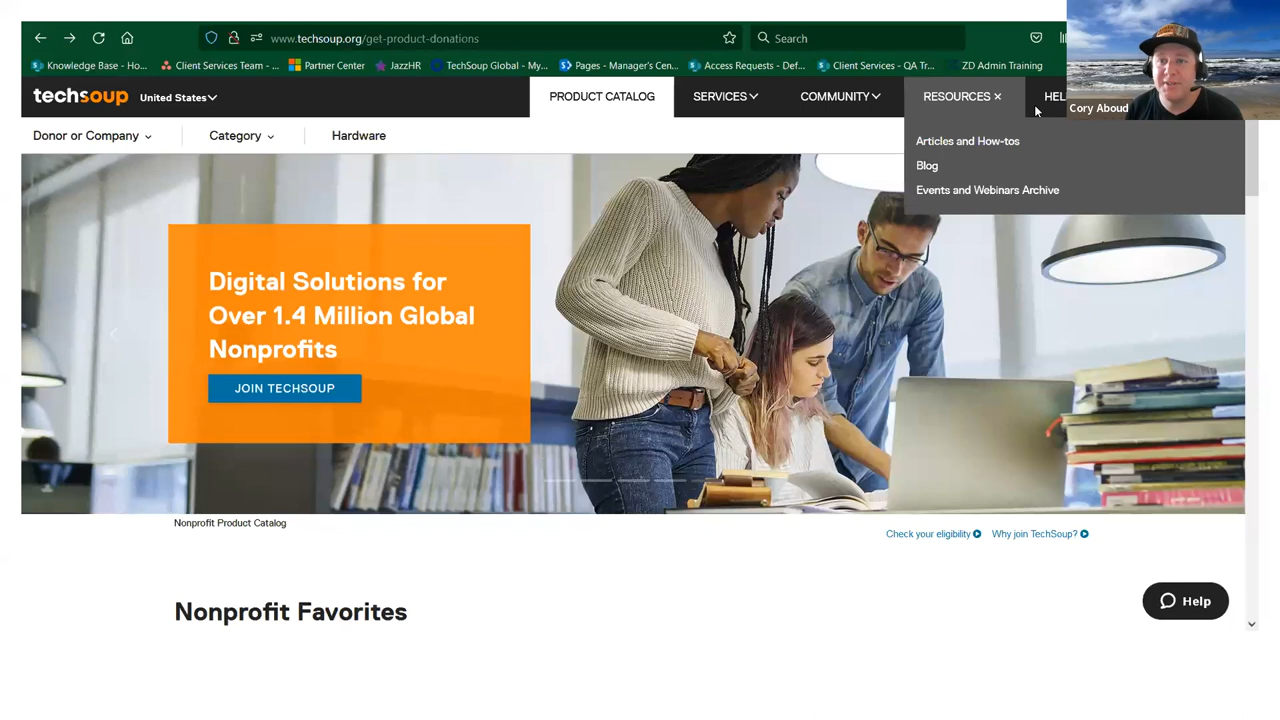 www.techsoup.org/get-product-donations
Search
Knowledge Base - Ho...
Client Services Team - ...
Partner Center
JazzHR
TechSoup Global - My...
Pages - Manager's Cen...
Access Requests - Def...
Client Services - QA Tr...
ZD Admin Training
Cory Aboud
techsoup
United States
PRODUCT CATALOG
SERVICES
COMMUNITY
RESOURCES ×
HEL
Donor or Company
Category
Hardware
Articles and How-tos
Blog
Events and Webinars Archive
Digital Solutions for
Over 1.4 Million Global
Nonprofits
JOIN TECHSOUP
Nonprofit Product Catalog
Check your eligibility
Why join TechSoup?
Nonprofit Favorites
Help